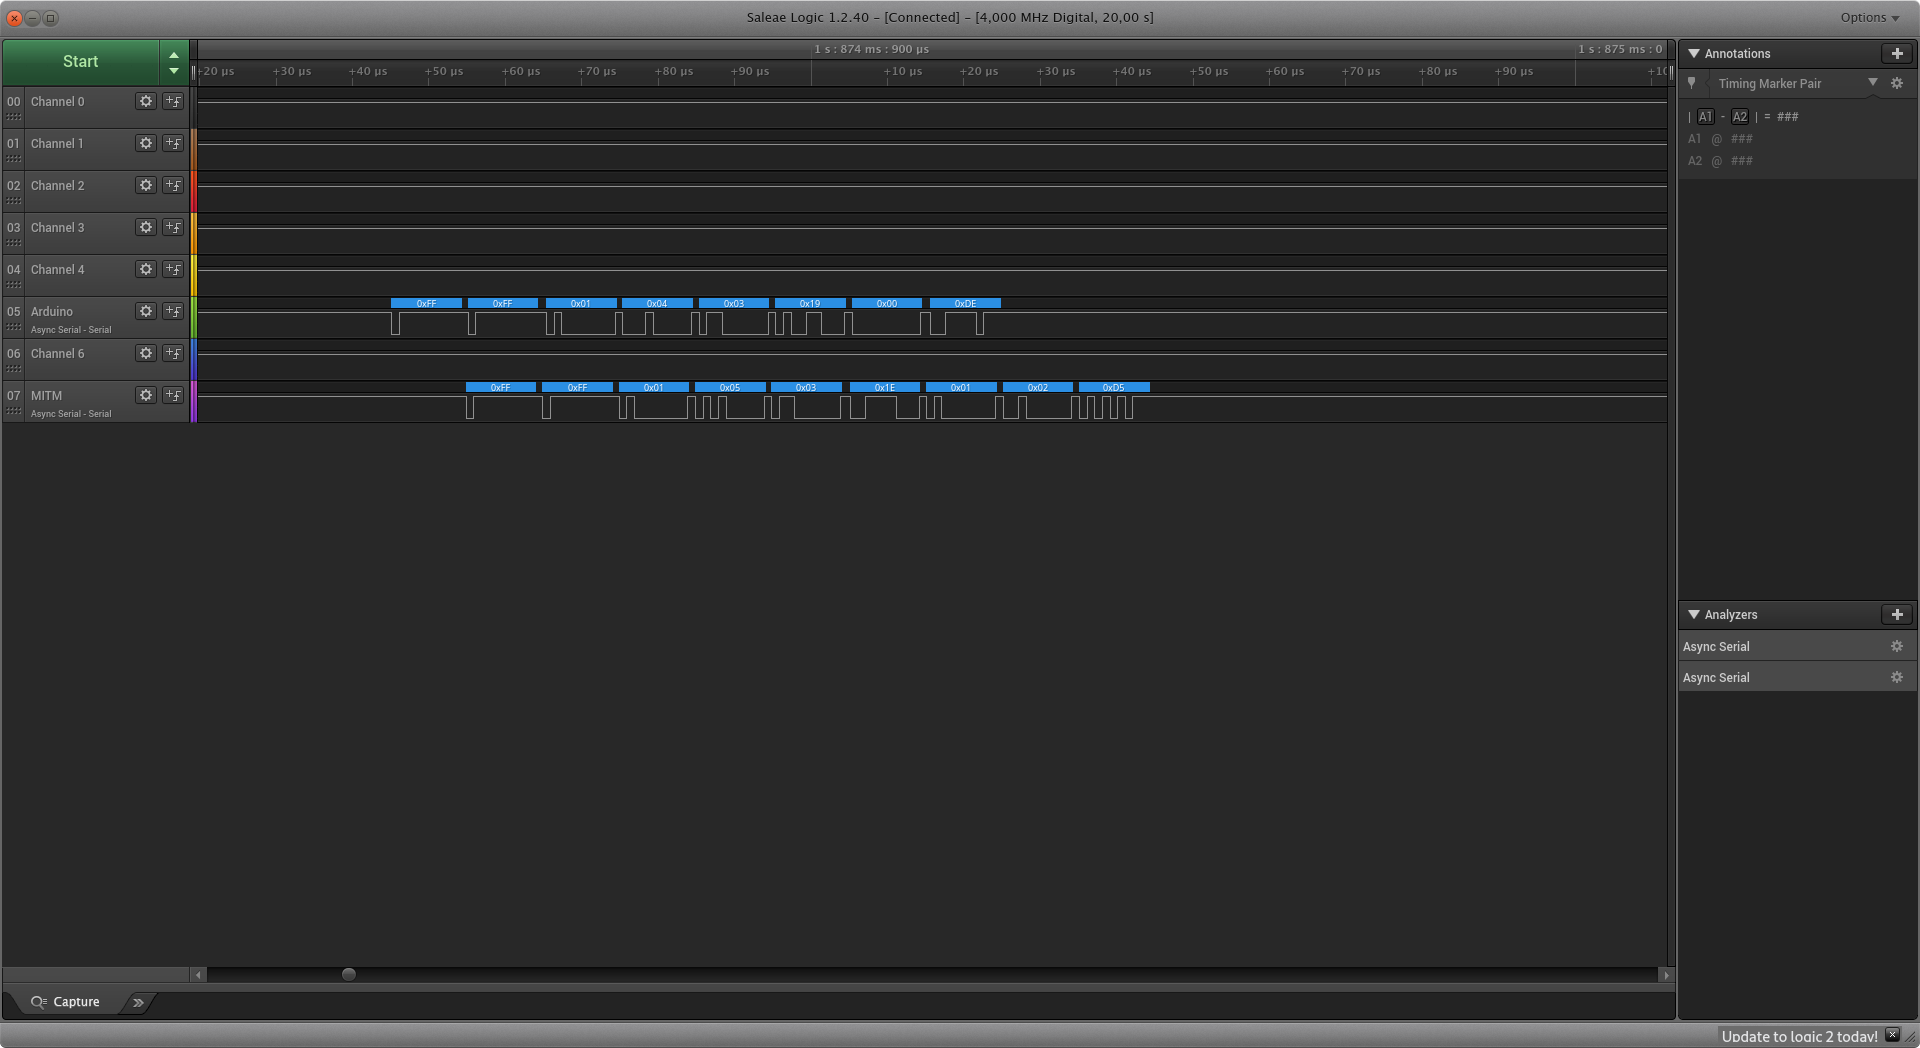 Saleae Logic 1.2.40 – [Connected] – [4,000 MHz Digital, 20,00 s]
Options
Start
1 s : 874 ms : 900 µs
1 s : 875 ms : 0
+20 µs +30 µs +40 µs +50 µs +60 µs +70 µs +80 µs +90 µs +10 µs +20 µs +30 µs +40 µs +50 µs +60 µs +70 µs +80 µs +90 µs +10
00 Channel 0
01 Channel 1
02 Channel 2
03 Channel 3
04 Channel 4
05 Arduino
Async Serial - Serial
0xFF 0xFF 0x01 0x04 0x03 0x19 0x00 0xDE
06 Channel 6
07 MITM
Async Serial - Serial
0xFF 0xFF 0x01 0x05 0x03 0x1E 0x01 0x02 0xD5
Annotations
Timing Marker Pair
| A1 - A2 | = ###
A1 @ ###
A2 @ ###
Analyzers
Async Serial
Async Serial
Capture
Update to logic 2 today!